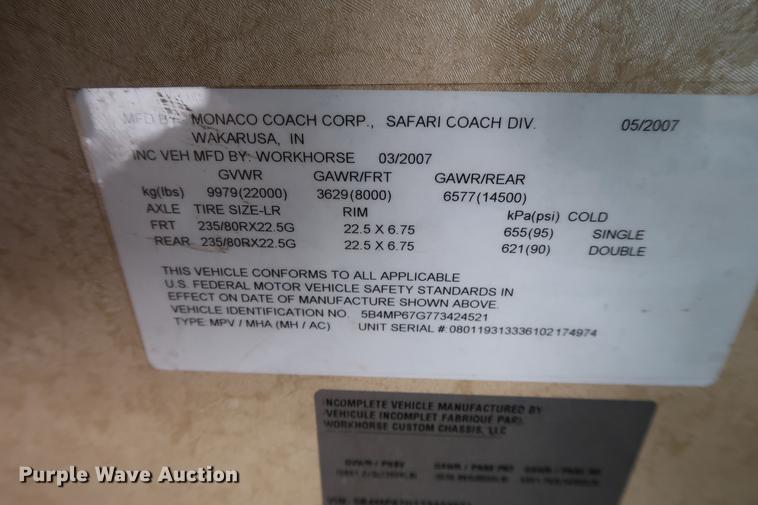 MFD BY: MONACO COACH CORP., SAFARI COACH DIV. 05/2007
WAKARUSA, IN
INC VEH MFD BY: WORKHORSE 03/2007
GVWR GAWR/FRT GAWR/REAR
kg(lbs) 9979(22000) 3629(8000) 6577(14500)
AXLE TIRE SIZE-LR RIM kPa(psi) COLD
FRT 235/80RX22.5G 22.5 X 6.75 655(95) SINGLE
REAR 235/80RX22.5G 22.5 X 6.75 621(90) DOUBLE
THIS VEHICLE CONFORMS TO ALL APPLICABLE
U.S. FEDERAL MOTOR VEHICLE SAFETY STANDARDS IN
EFFECT ON DATE OF MANUFACTURE SHOWN ABOVE.
VEHICLE IDENTIFICATION NO. 5B4MP67G773424521
TYPE: MPV / MHA (MH / AC) UNIT SERIAL #:080119313336102174974
INCOMPLETE VEHICLE MANUFACTURED BY
VEHICULE INCOMPLET FABRIQUE PAR:
WORKHORSE CUSTOM CHASSIS, LLC
Purple Wave Auction